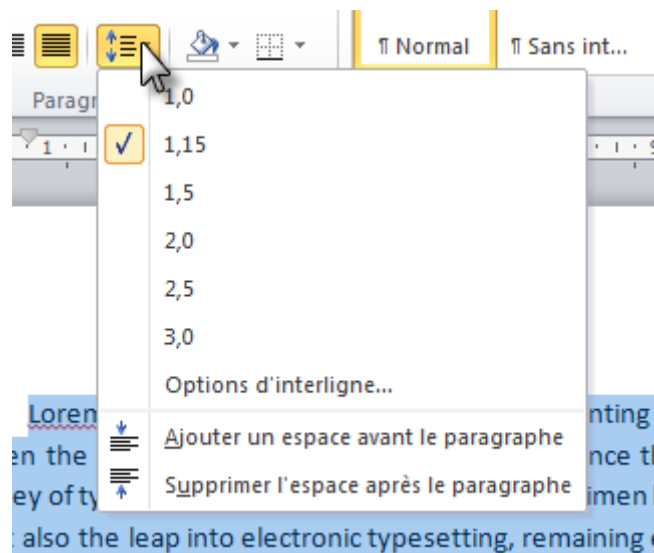 ¶ Normal ¶ Sans int...
Paragr
1
1,0
1,15
1,5
2,0
2,5
3,0
Options d'interligne...
Ajouter un espace avant le paragraphe
Supprimer l'espace après le paragraphe
Lorem nting
en the nce t
ey of ty imen
also the leap into electronic typesetting, remaining